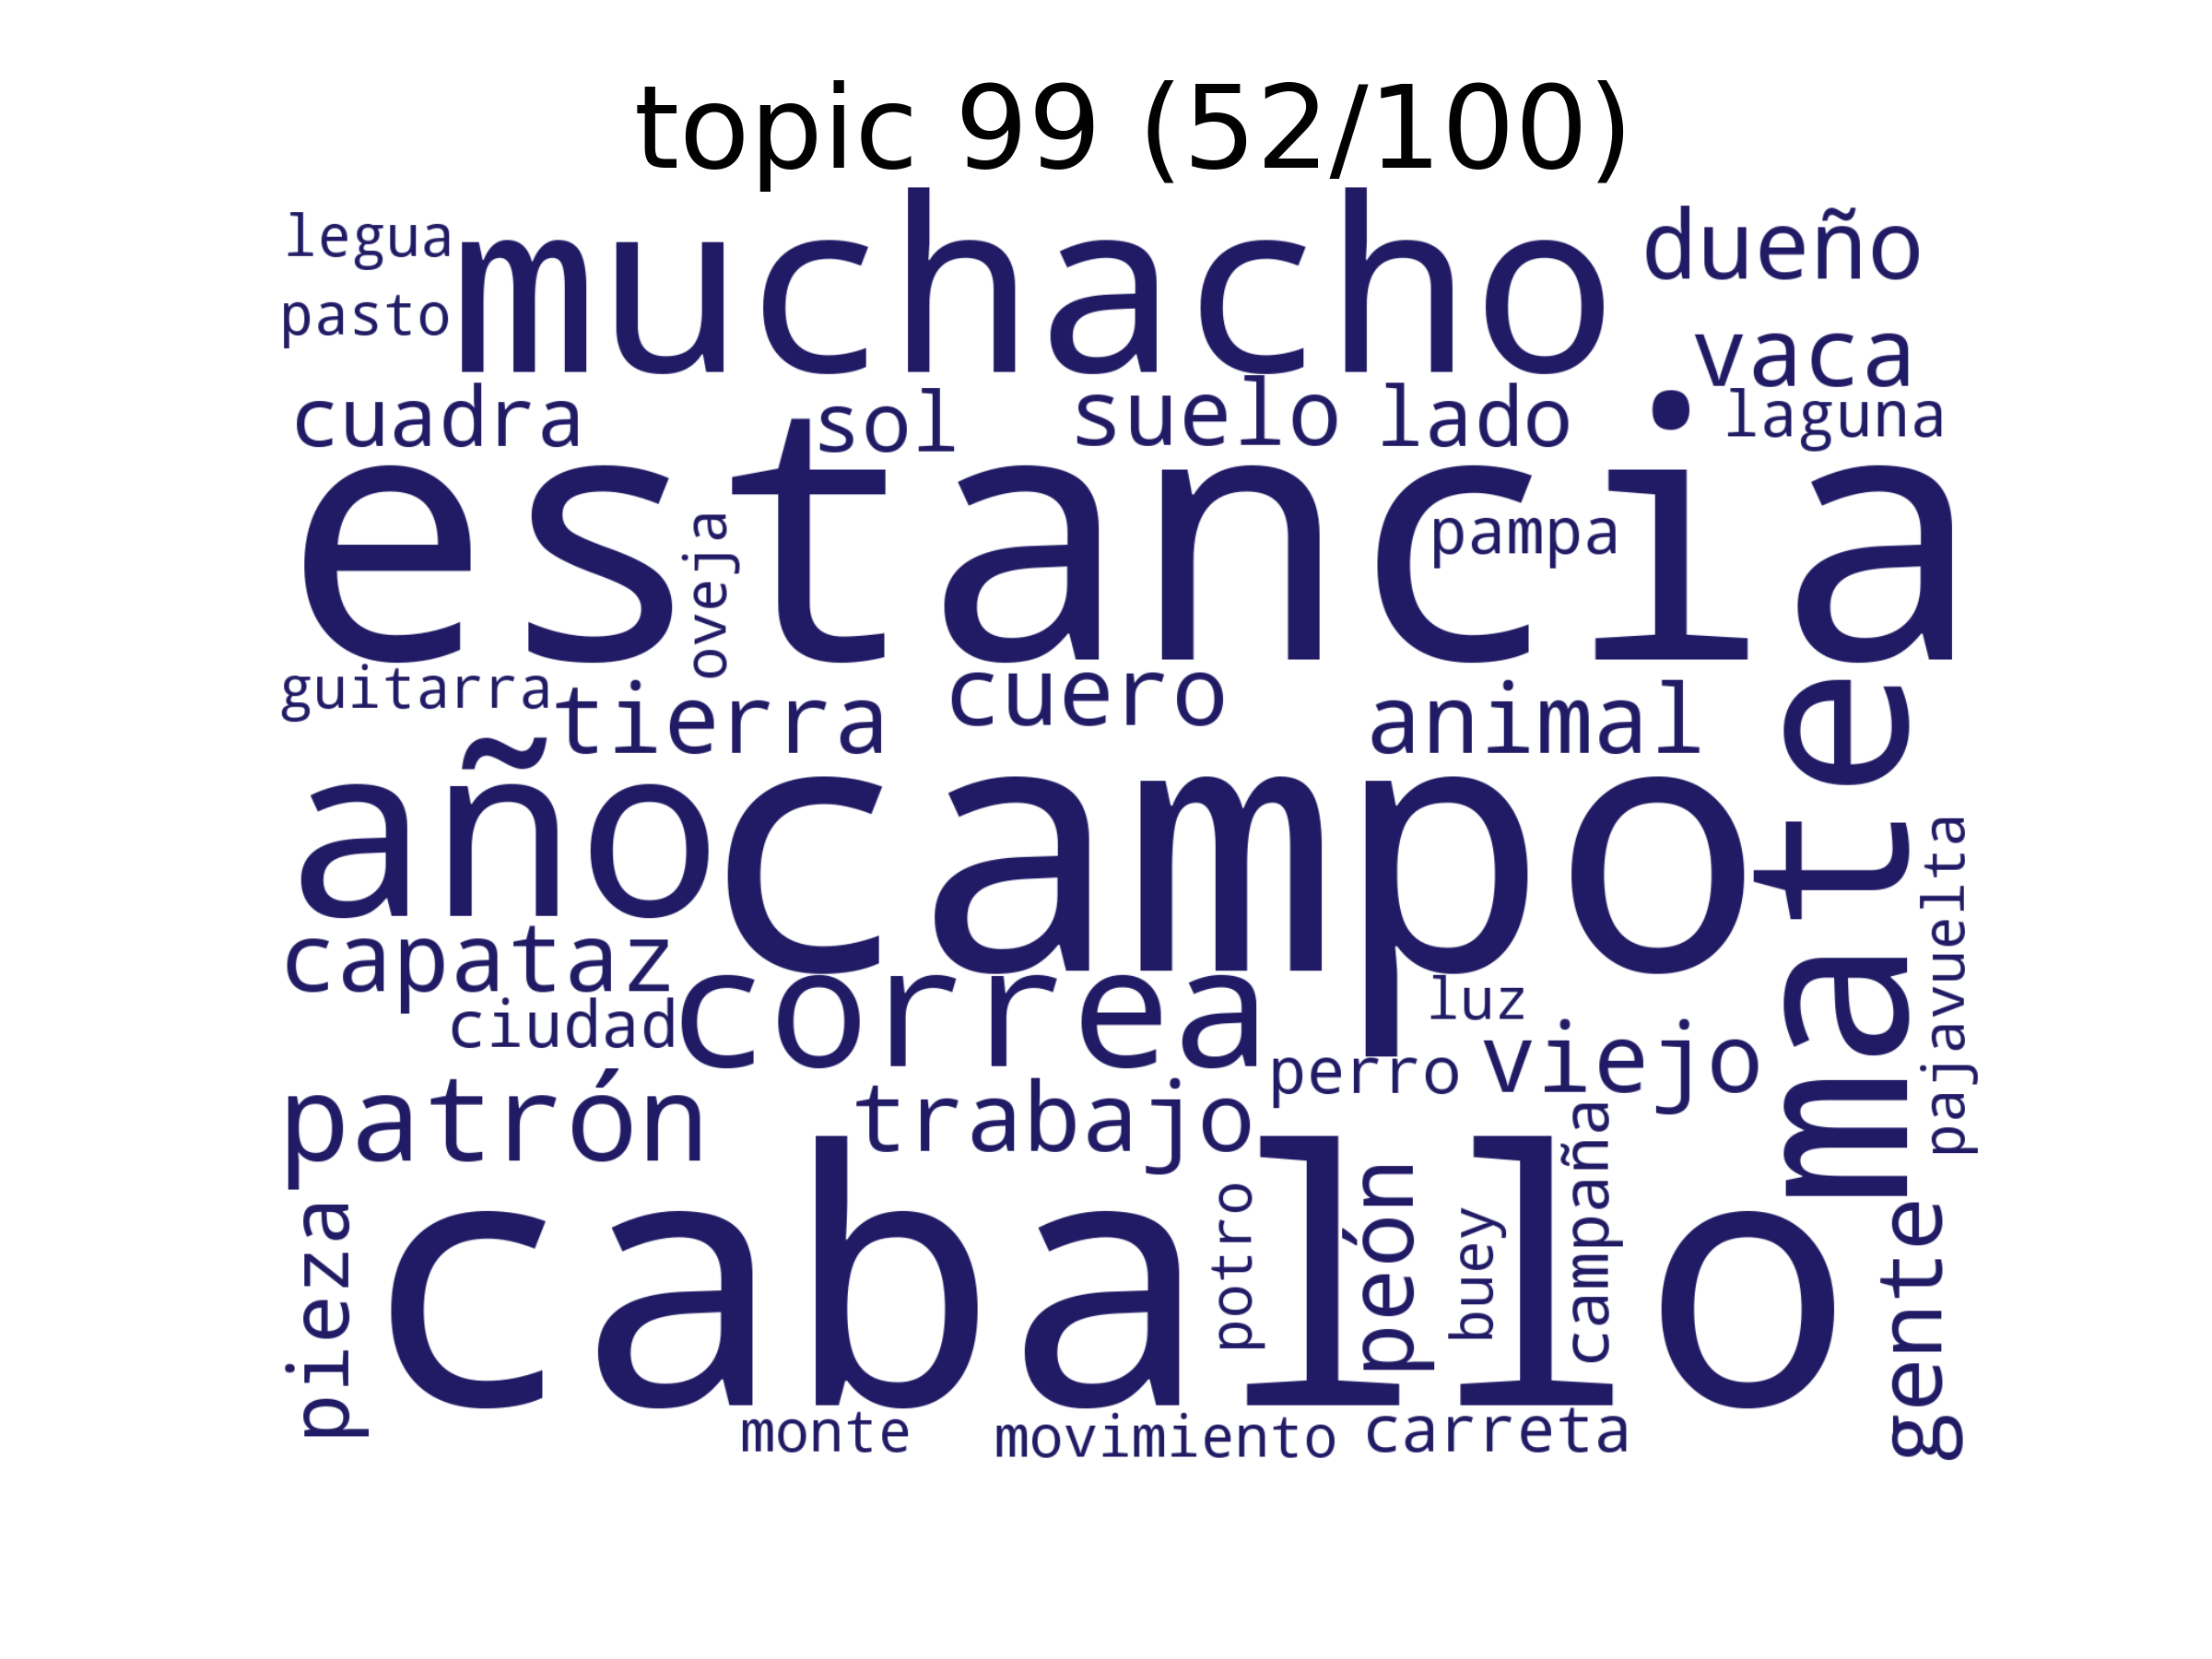 topic 99 (52/100)
legua
muchacho
dueño
pasto
vaca
cuadra
sol
suelo
lado
laguna
estancia
pampa
oveja
guitarra
tierra
cuero
animal
año
campo
mate
pajavuelta
capataz
correa
luz
ciudad
perro
viejo
patrón
trabajo
caballo
potro
peón
buey
campaña
gente
pieza
monte
movimiento
carreta